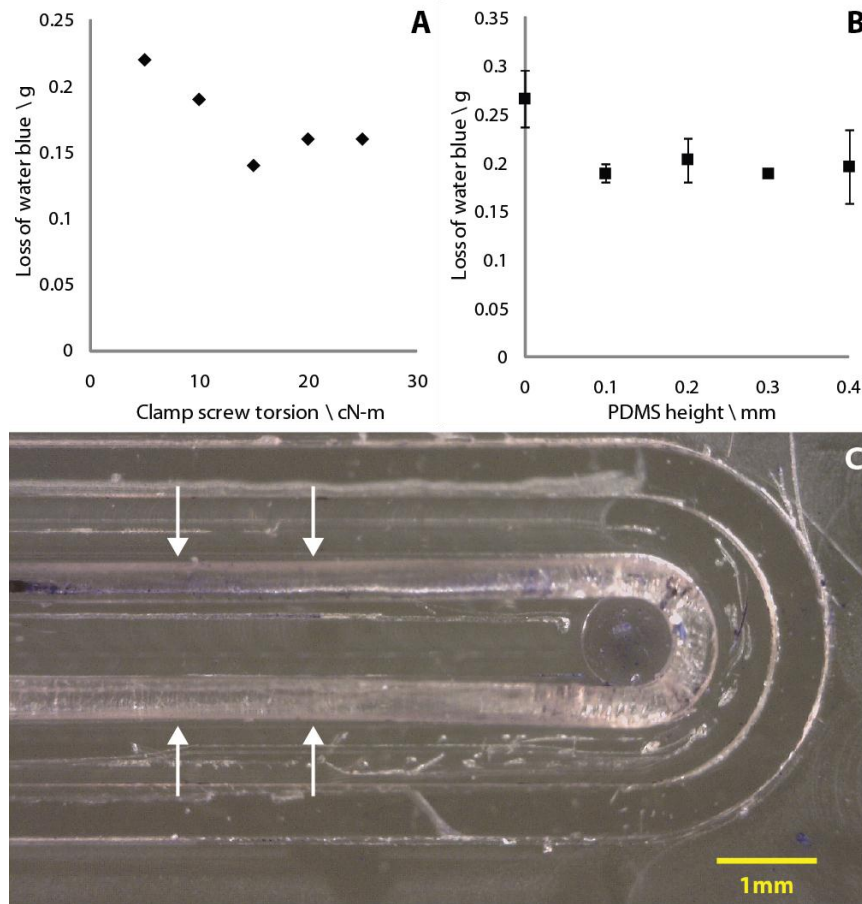 A
Loss of water blue \ g
0.25
0.2
0.15
0.1
0.05
0
0 10 20 30
Clamp screw torsion \ cN-m
B
Loss of water blue \ g
0.35
0.3
0.25
0.2
0.15
0.1
0.05
0
0 0.1 0.2 0.3 0.4
PDMS height \ mm
C
1mm